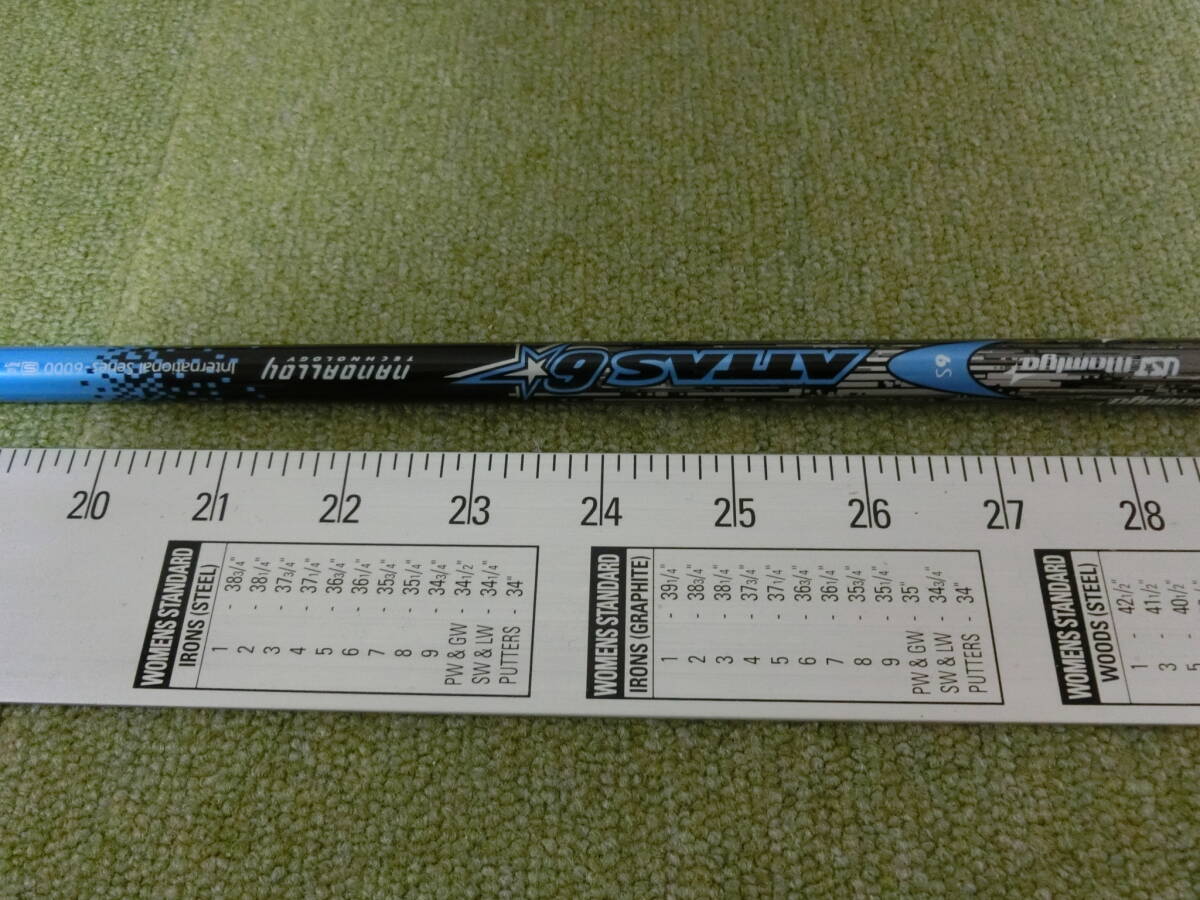 International Series - 6000 S
NANOALLOY
TECHNOLOGY
ATTAS 6
6S
UST mamiya
20 21 22 23 24 25 26 27 28
WOMENS STANDARD
IRONS (STEEL)
1 - 38 3/4"
2 - 38 1/4"
3 - 37 3/4"
4 - 37 1/4"
5 - 36 3/4"
6 - 36 1/4"
7 - 35 3/4"
8 - 35 1/4"
9 - 34 3/4"
PW & GW - 34 1/2"
SW & LW - 34 1/4"
PUTTERS - 34"
WOMENS STANDARD
IRONS (GRAPHITE)
1 - 39 1/4"
2 - 38 3/4"
3 - 38 1/4"
4 - 37 3/4"
5 - 37 1/4"
6 - 36 3/4"
7 - 36 1/4"
8 - 35 3/4"
9 - 35 1/4"
PW & GW - 35"
SW & LW - 34 3/4"
PUTTERS - 34"
WOMENS STANDARD
WOODS (STEEL)
1 - 42 1/2"
3 - 41 1/2"
5 - 40 1/2"